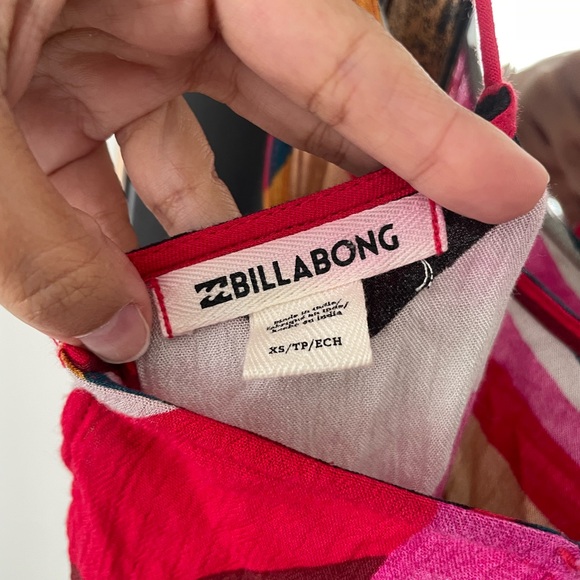 BILLABONG
Made in India/
Fabriqué en Inde/
Hecho en India
XS/TP/ECH